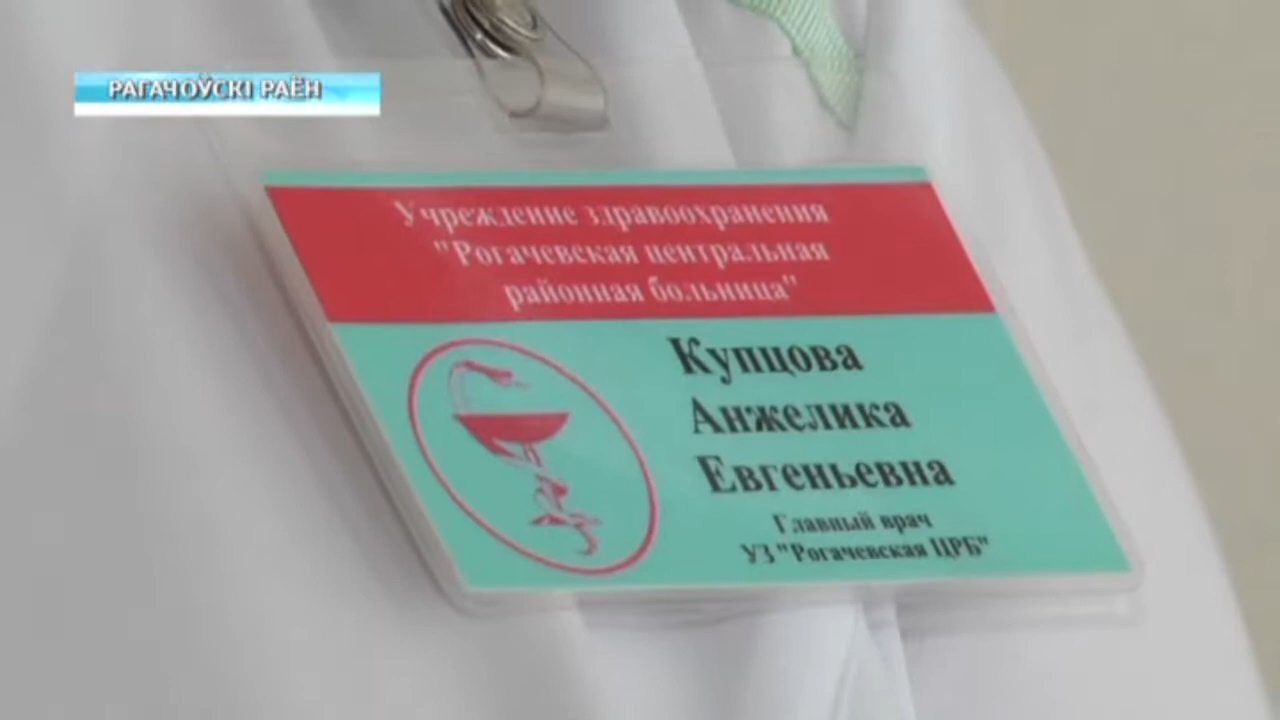 РАГАЧОЎСКІ РАЁН
Учреждение здравоохранения
"Рогачевская центральная
районная больница"
Купцова
Анжелика
Евгеньевна
Главный врач
УЗ "Рогачевская ЦРБ"